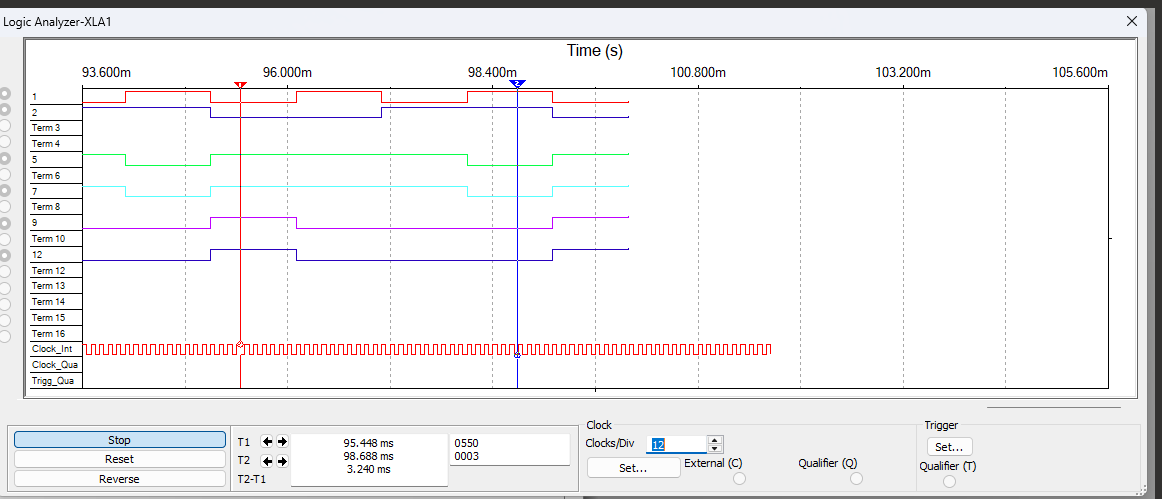 Logic Analyzer-XLA1
Time (s)
93.600m 96.000m 98.400m 100.800m 103.200m 105.600m
1 2
1
2
Term 3
Term 4
5
Term 6
7
Term 8
9
Term 10
12
Term 12
Term 13
Term 14
Term 15
Term 16
Clock_Int
Clock_Qua
Trigg_Qua
Stop
Reset
Reverse
T1 95.448 ms 0550
T2 98.688 ms 0003
T2-T1 3.240 ms
Clock
Clocks/Div 12
Set... External (C) Qualifier (Q)
Trigger
Set...
Qualifier (T)